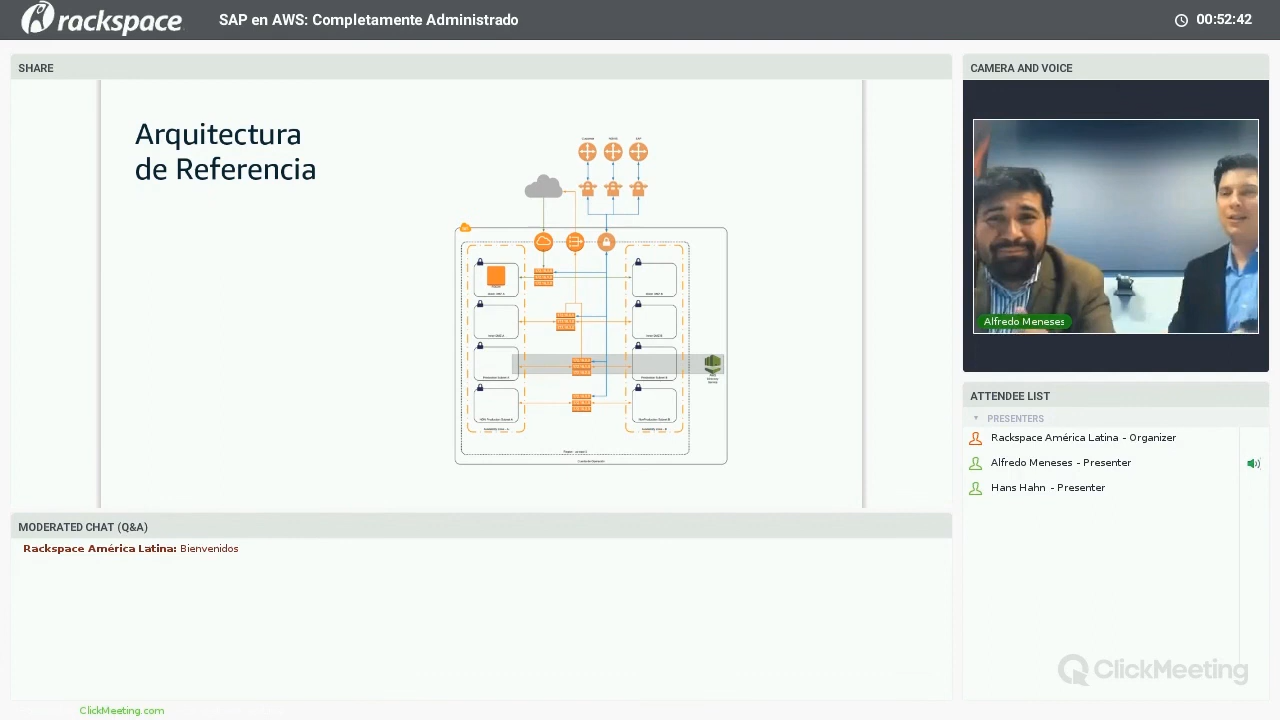 rackspace
SAP en AWS: Completamente Administrado
00:52:42
SHARE
Arquitectura
de Referencia
CAMERA AND VOICE
Alfredo Meneses
ATTENDEE LIST
PRESENTERS
Rackspace América Latina - Organizer
Alfredo Meneses - Presenter
Hans Hahn - Presenter
MODERATED CHAT (Q&A)
Rackspace América Latina: Bienvenidos
ClickMeeting
ClickMeeting.com